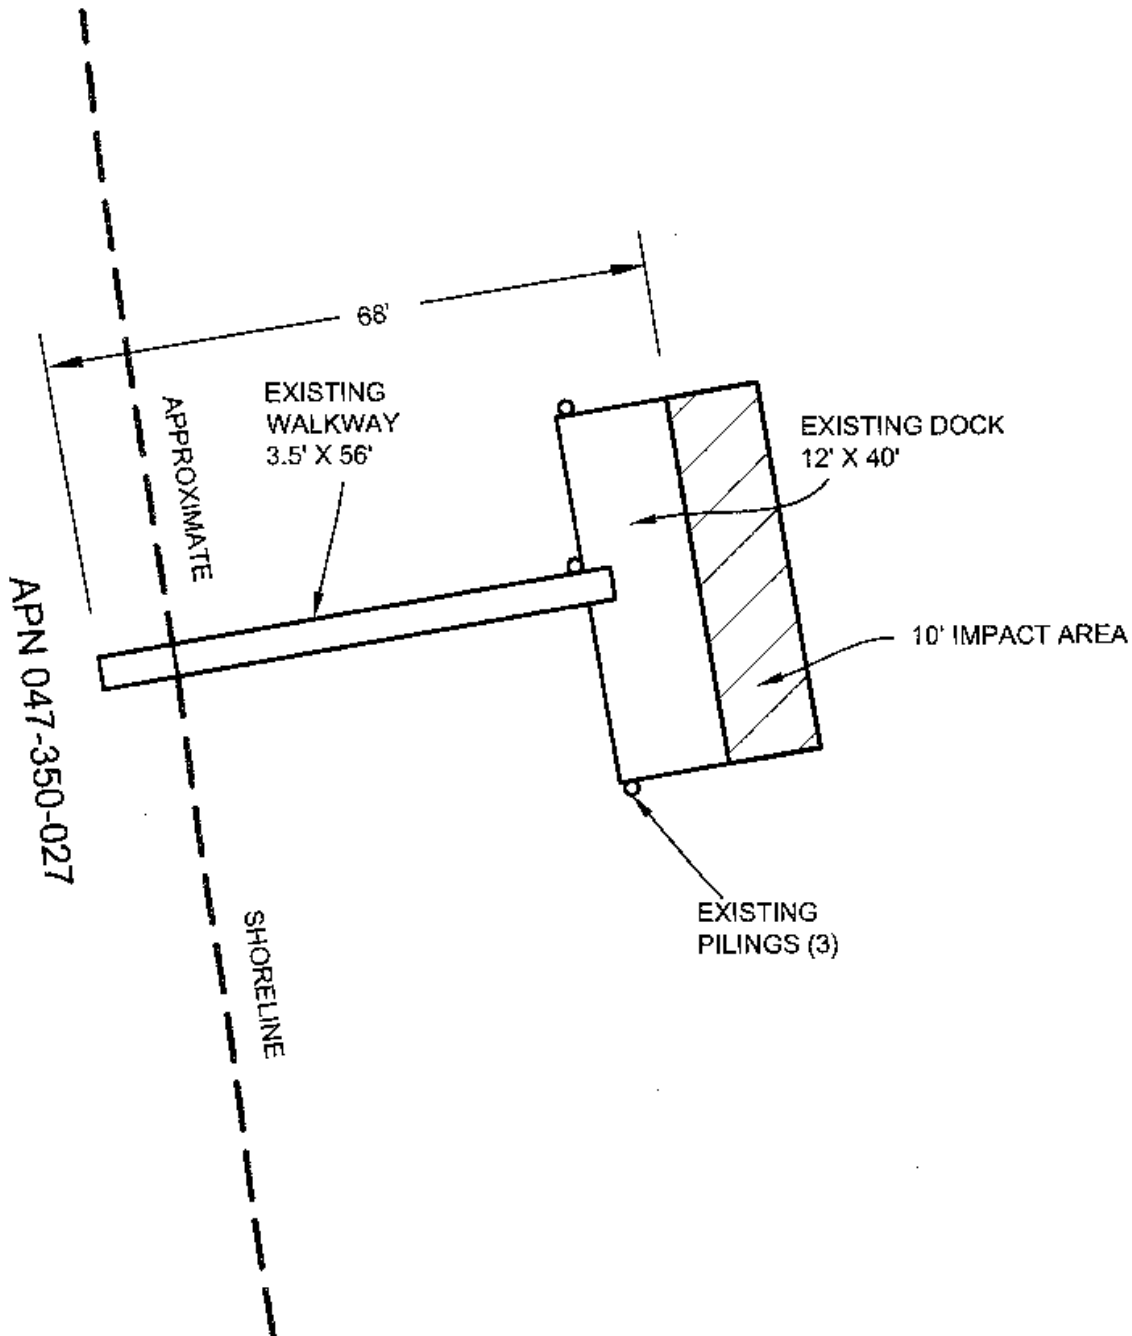 68'
EXISTING
WALKWAY
3.5' X 56'
APPROXIMATE
EXISTING DOCK
12' X 40'
APN 047-350-027
10' IMPACT AREA
EXISTING
PILINGS (3)
SHORELINE